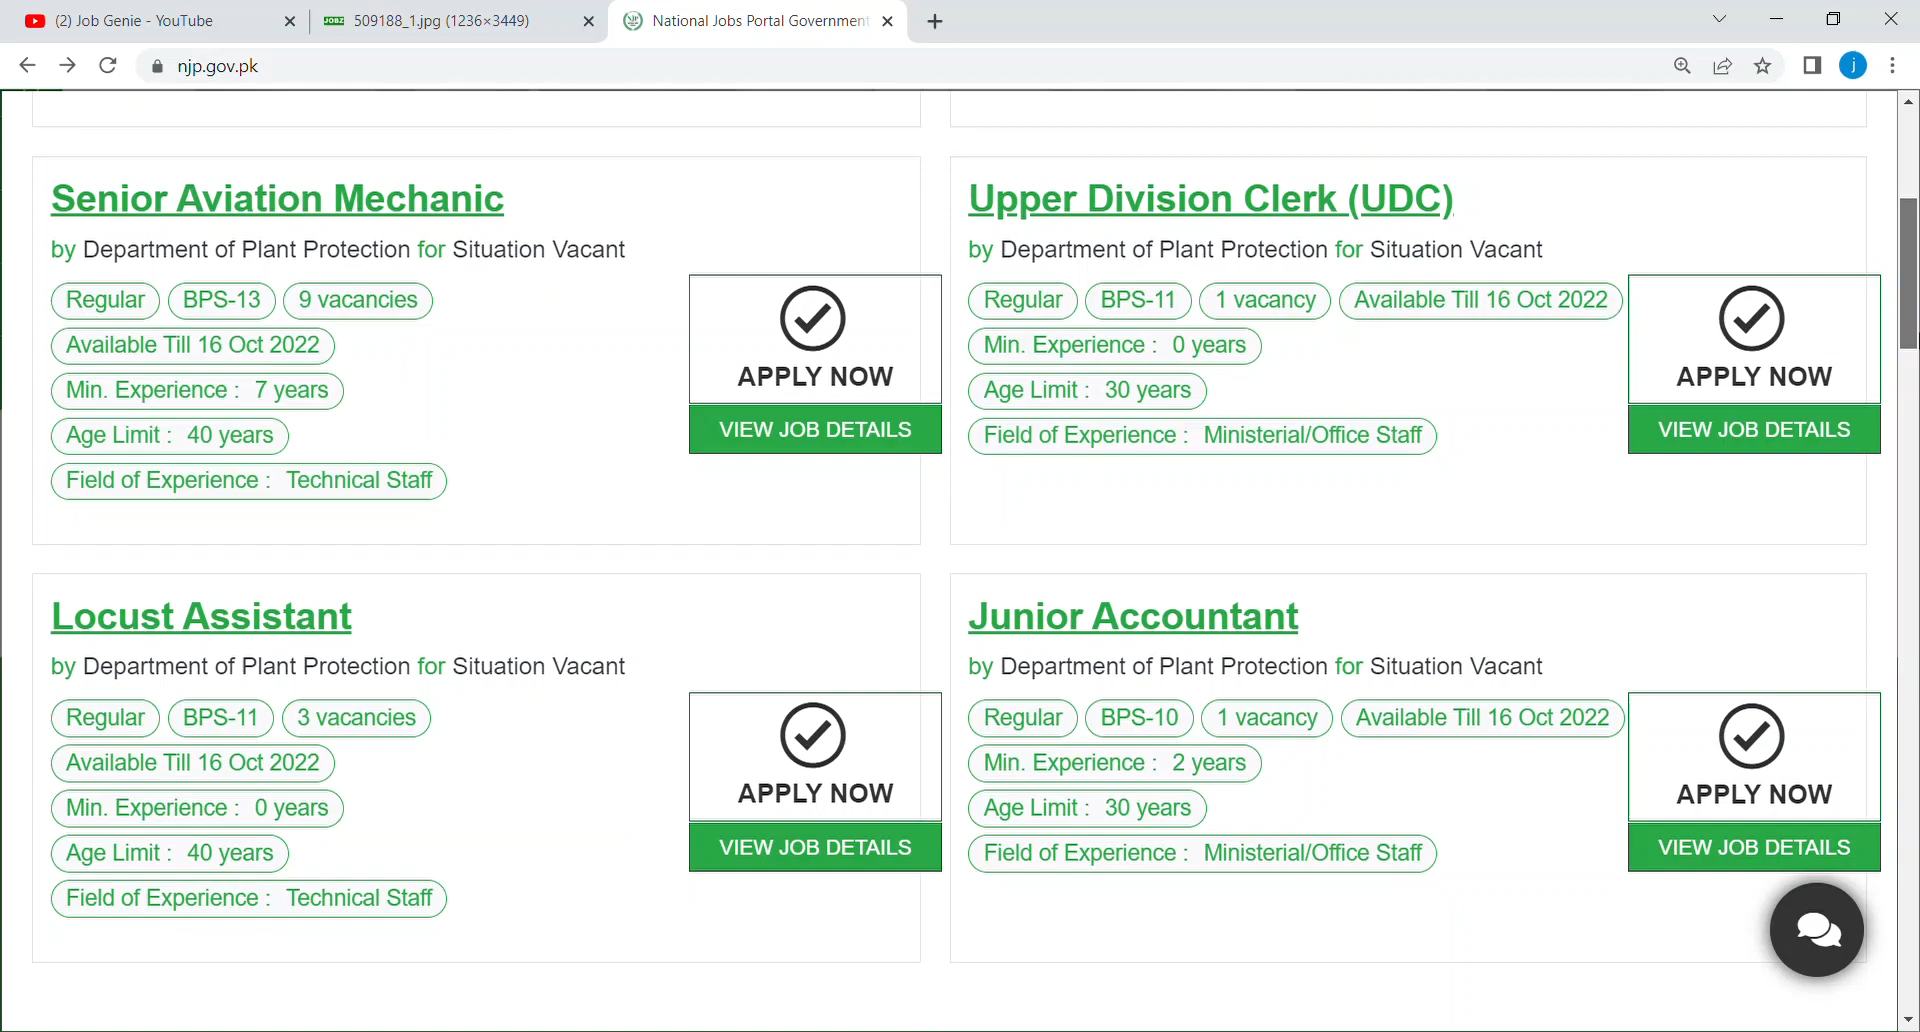 (2) Job Genie - YouTube
JOBZ 509188_1.jpg (1236×3449)
National Jobs Portal Government
njp.gov.pk
j
Senior Aviation Mechanic
by Department of Plant Protection for Situation Vacant
Regular BPS-13 9 vacancies
Available Till 16 Oct 2022
Min. Experience : 7 years
Age Limit : 40 years
Field of Experience : Technical Staff
APPLY NOW
VIEW JOB DETAILS
Upper Division Clerk (UDC)
by Department of Plant Protection for Situation Vacant
Regular BPS-11 1 vacancy Available Till 16 Oct 2022
Min. Experience : 0 years
Age Limit : 30 years
Field of Experience : Ministerial/Office Staff
APPLY NOW
VIEW JOB DETAILS
Locust Assistant
by Department of Plant Protection for Situation Vacant
Regular BPS-11 3 vacancies
Available Till 16 Oct 2022
Min. Experience : 0 years
Age Limit : 40 years
Field of Experience : Technical Staff
APPLY NOW
VIEW JOB DETAILS
Junior Accountant
by Department of Plant Protection for Situation Vacant
Regular BPS-10 1 vacancy Available Till 16 Oct 2022
Min. Experience : 2 years
Age Limit : 30 years
Field of Experience : Ministerial/Office Staff
APPLY NOW
VIEW JOB DETAILS